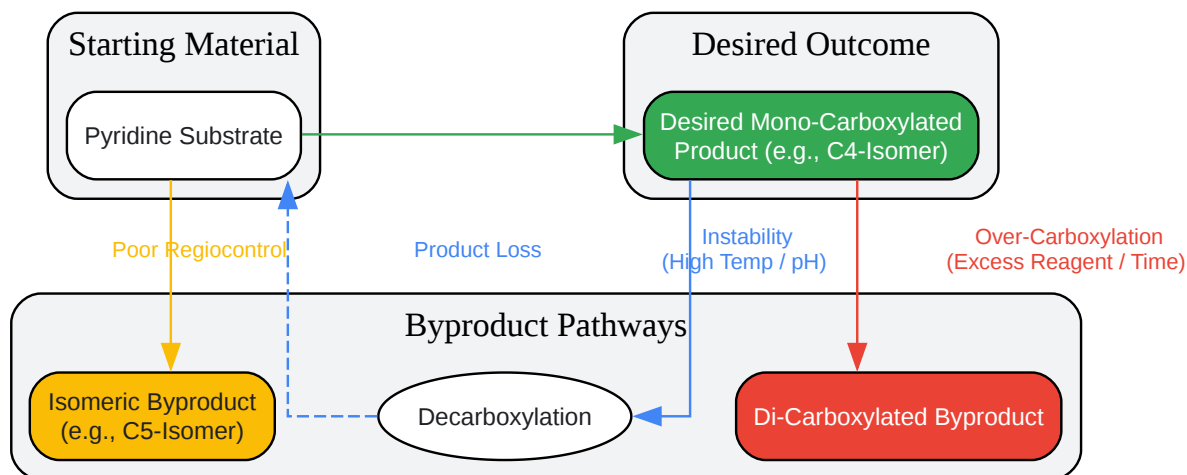 Starting Material
Desired Outcome
Pyridine Substrate
Desired Mono-Carboxylated
Product (e.g., C4-Isomer)
Poor Regiocontrol
Product Loss
Instability
(High Temp / pH)
Over-Carboxylation
(Excess Reagent / Time)
Byproduct Pathways
Isomeric Byproduct
(e.g., C5-Isomer)
Decarboxylation
Di-Carboxylated Byproduct